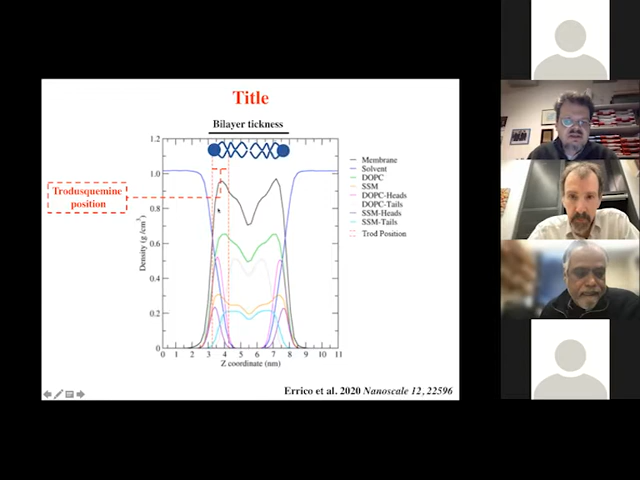 Title
Bilayer tickness
Trodusquemine
position
Density (g/cm3)
1.2
1.0
0.8
0.6
0.4
0.2
0
0 1 2 3 4 5 6 7 8 9 10 11
Z coordinate (nm)
Membrane
Solvent
DOPC
SSM
DOPC-Heads
DOPC-Tails
SSM-Heads
SSM-Tails
Trod Position
Errico et al. 2020 Nanoscale 12, 22596